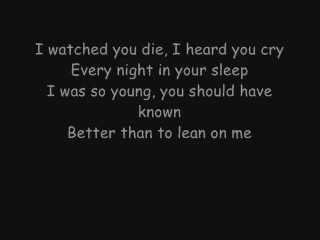 I watched you die, I heard you cry
Every night in your sleep
I was so young, you should have
known
Better than to lean on me